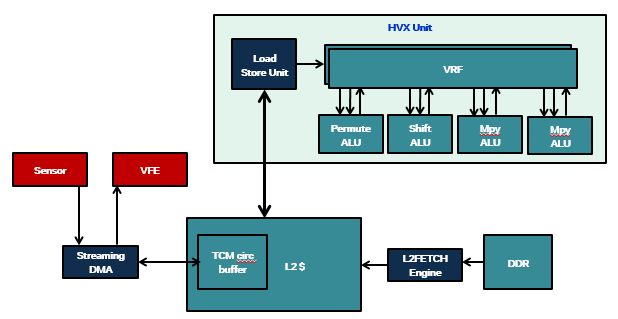 HVX Unit
Load
Store Unit
VRF
Permute
ALU
Shift
ALU
Mpy
ALU
Mpy
ALU
Sensor
VFE
Streaming
DMA
TCM circ
buffer
L2 $
L2FETCH
Engine
DDR